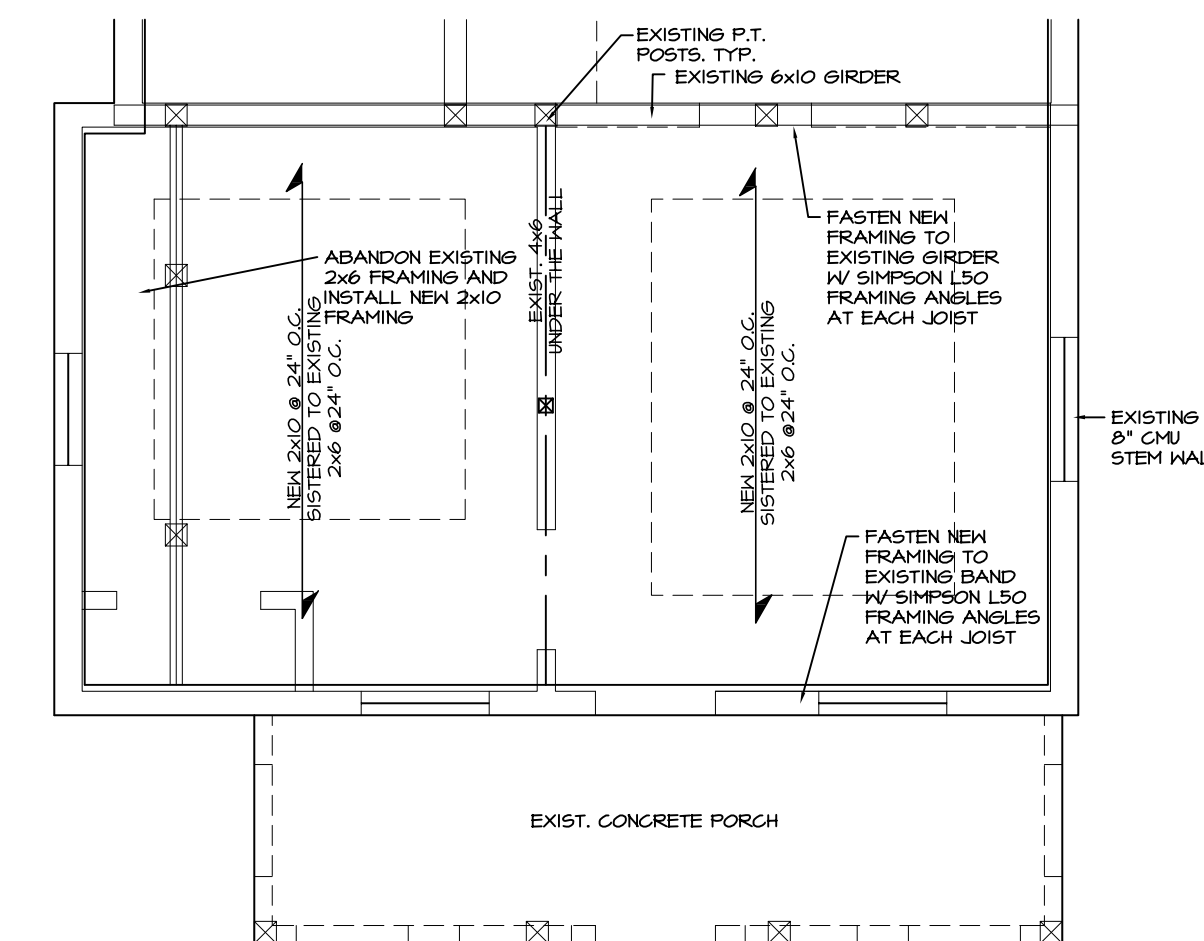 EXISTING P.T.
POSTS. TYP.
EXISTING 6x10 GIRDER
FASTEN NEW
FRAMING TO
EXISTING GIRDER
W/ SIMPSON L50
FRAMING ANGLES
AT EACH JOIST
ABANDON EXISTING
2x6 FRAMING AND
INSTALL NEW 2x10
FRAMING
EXIST. 4x6
UNDER THE WALL
NEW 2x10 @ 24" O.C.
SISTERED TO EXISTING
2x6 @24" O.C.
NEW 2x10 @ 24" O.C.
SISTERED TO EXISTING
2x6 @24" O.C.
EXISTING
8" CMU
STEM WAL
FASTEN NEW
FRAMING TO
EXISTING BAND
W/ SIMPSON L50
FRAMING ANGLES
AT EACH JOIST
EXIST. CONCRETE PORCH